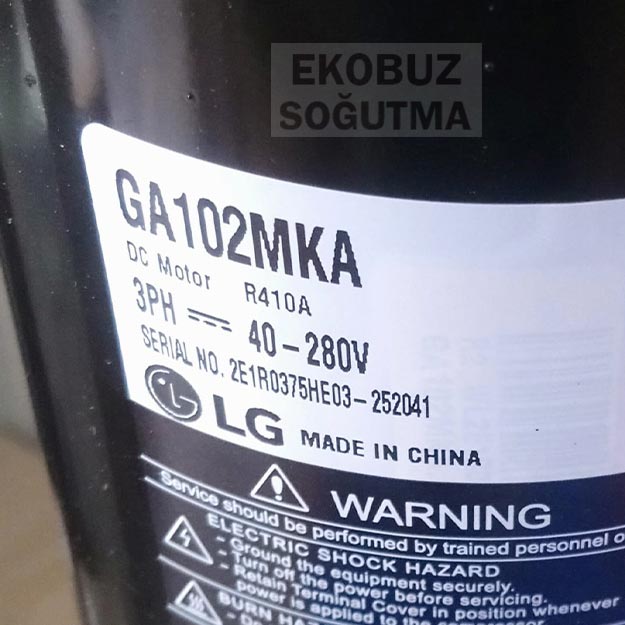 EKOBUZ
SOĞUTMA
GA102MKA
DC Motor R410A
3PH 40-280V
SERIAL NO. 2E1R0375HE03-252041
LG MADE IN CHINA
WARNING
Service should be performed by trained personnel
ELECTRIC SHOCK HAZARD
- Ground the equipment securely.
- Turn off the power before servicing.
- Retain Terminal Cover in position whenever
power is applied to the compressor
BURN